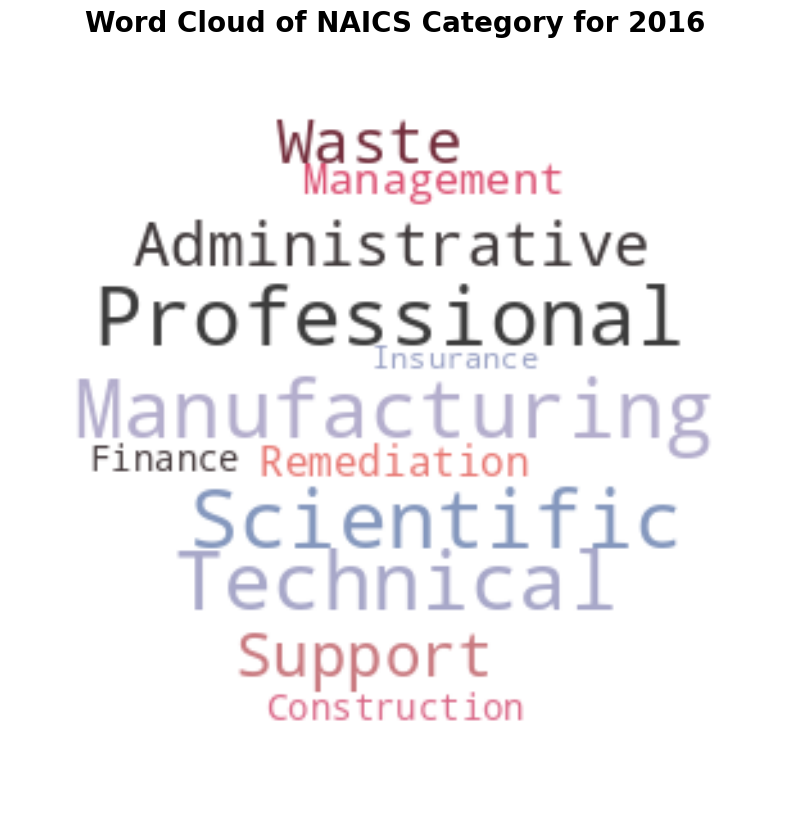 Word Cloud of NAICS Category for 2016
Waste
Management
Administrative
Professional
Insurance
Manufacturing
Finance Remediation
Scientific
Technical
Support
Construction